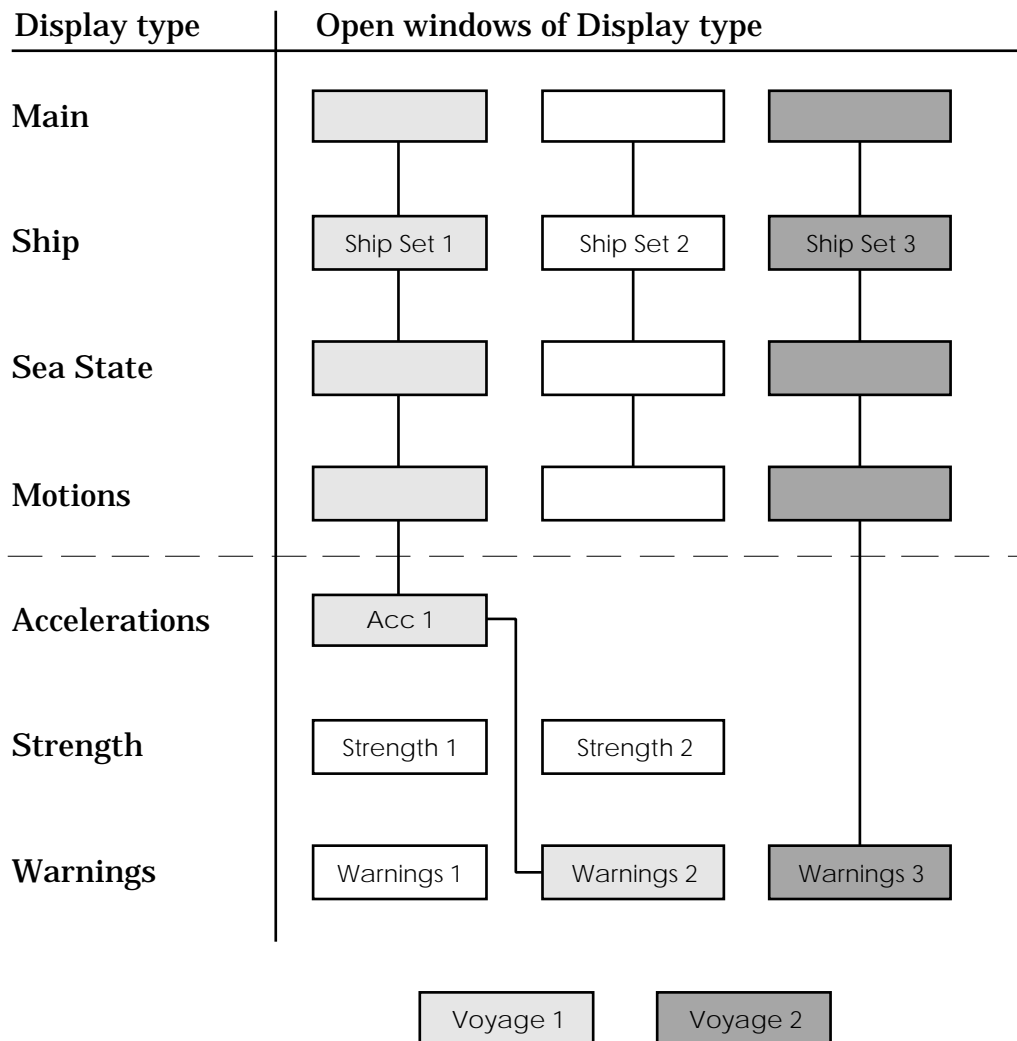 Display type Open windows of Display type
Main
Ship Ship Set 1 Ship Set 2 Ship Set 3
Sea State
Motions
Accelerations Acc 1
Strength Strength 1 Strength 2
Warnings Warnings 1 Warnings 2 Warnings 3
Voyage 1 Voyage 2